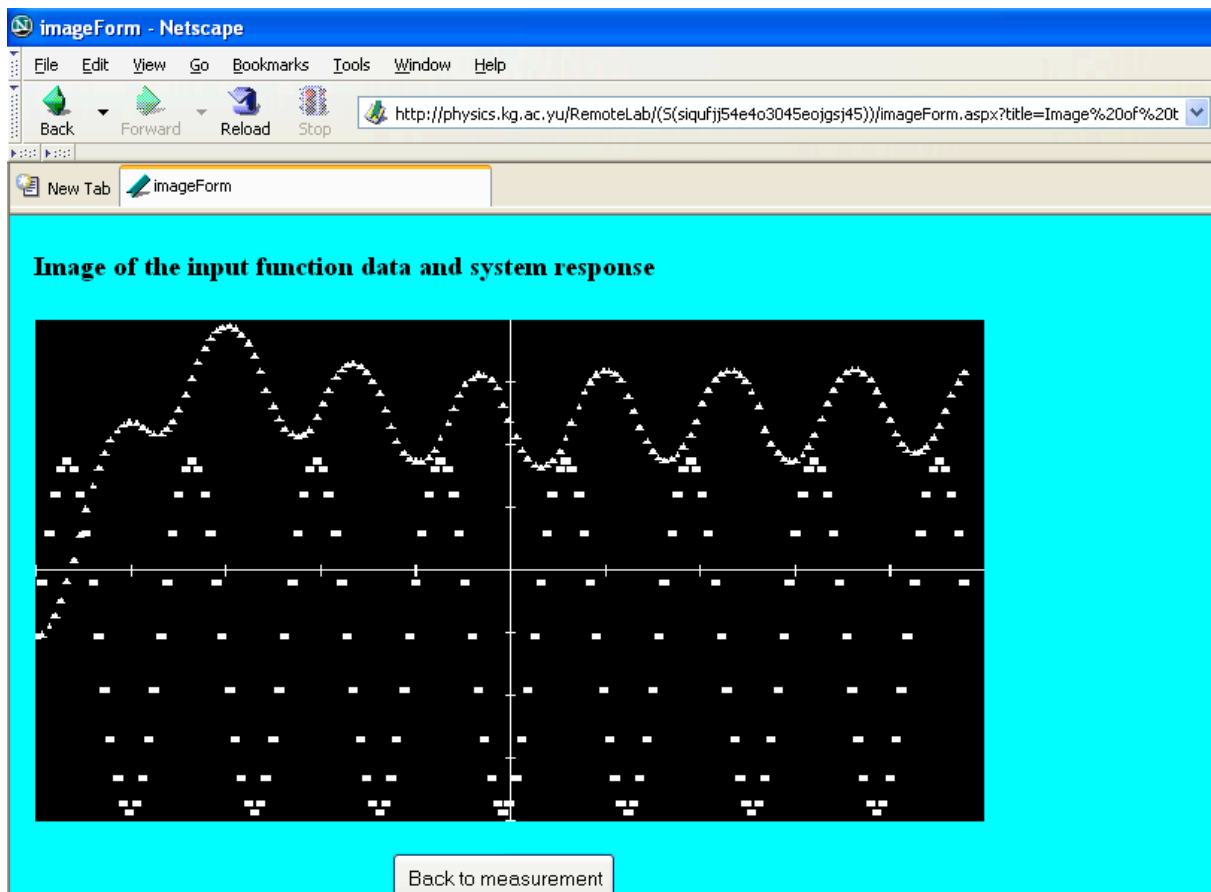 imageForm - Netscape
File Edit View Go Bookmarks Tools Window Help
Back Forward Reload Stop
http://physics.kg.ac.yu/RemoteLab/(S(siqufjj54e4o3045eojgsj45))/imageForm.aspx?title=Image%20of%20t
New Tab imageForm
Image of the input function data and system response
Back to measurement